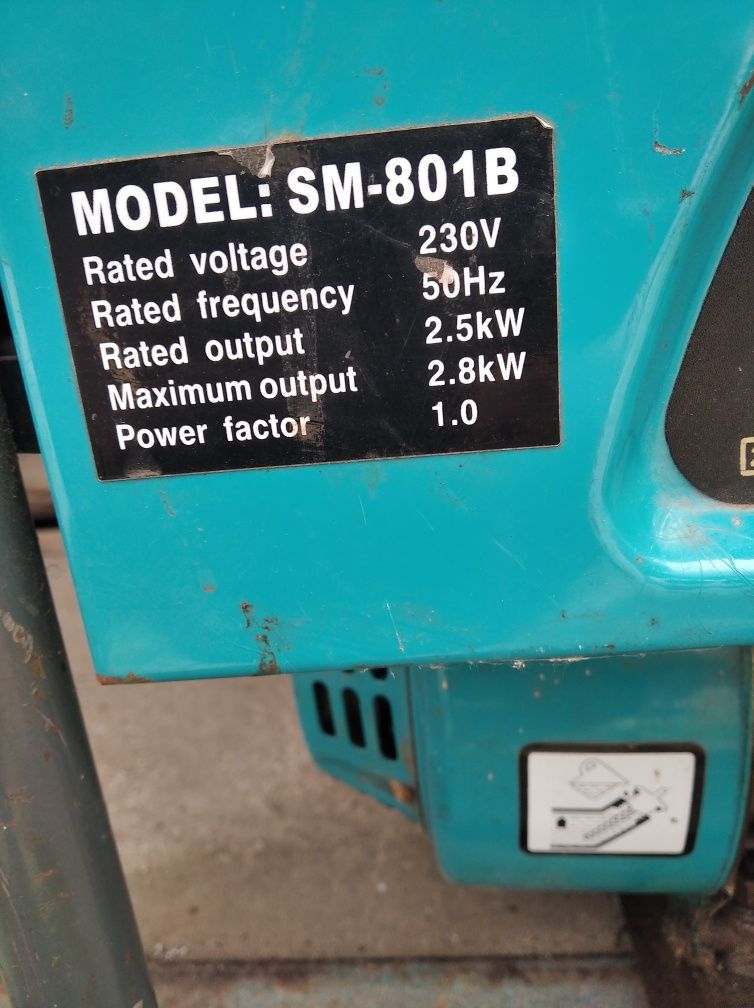 MODEL: SM-801B
Rated voltage 230V
Rated frequency 50Hz
Rated output 2.5kW
Maximum output 2.8kW
Power factor 1.0